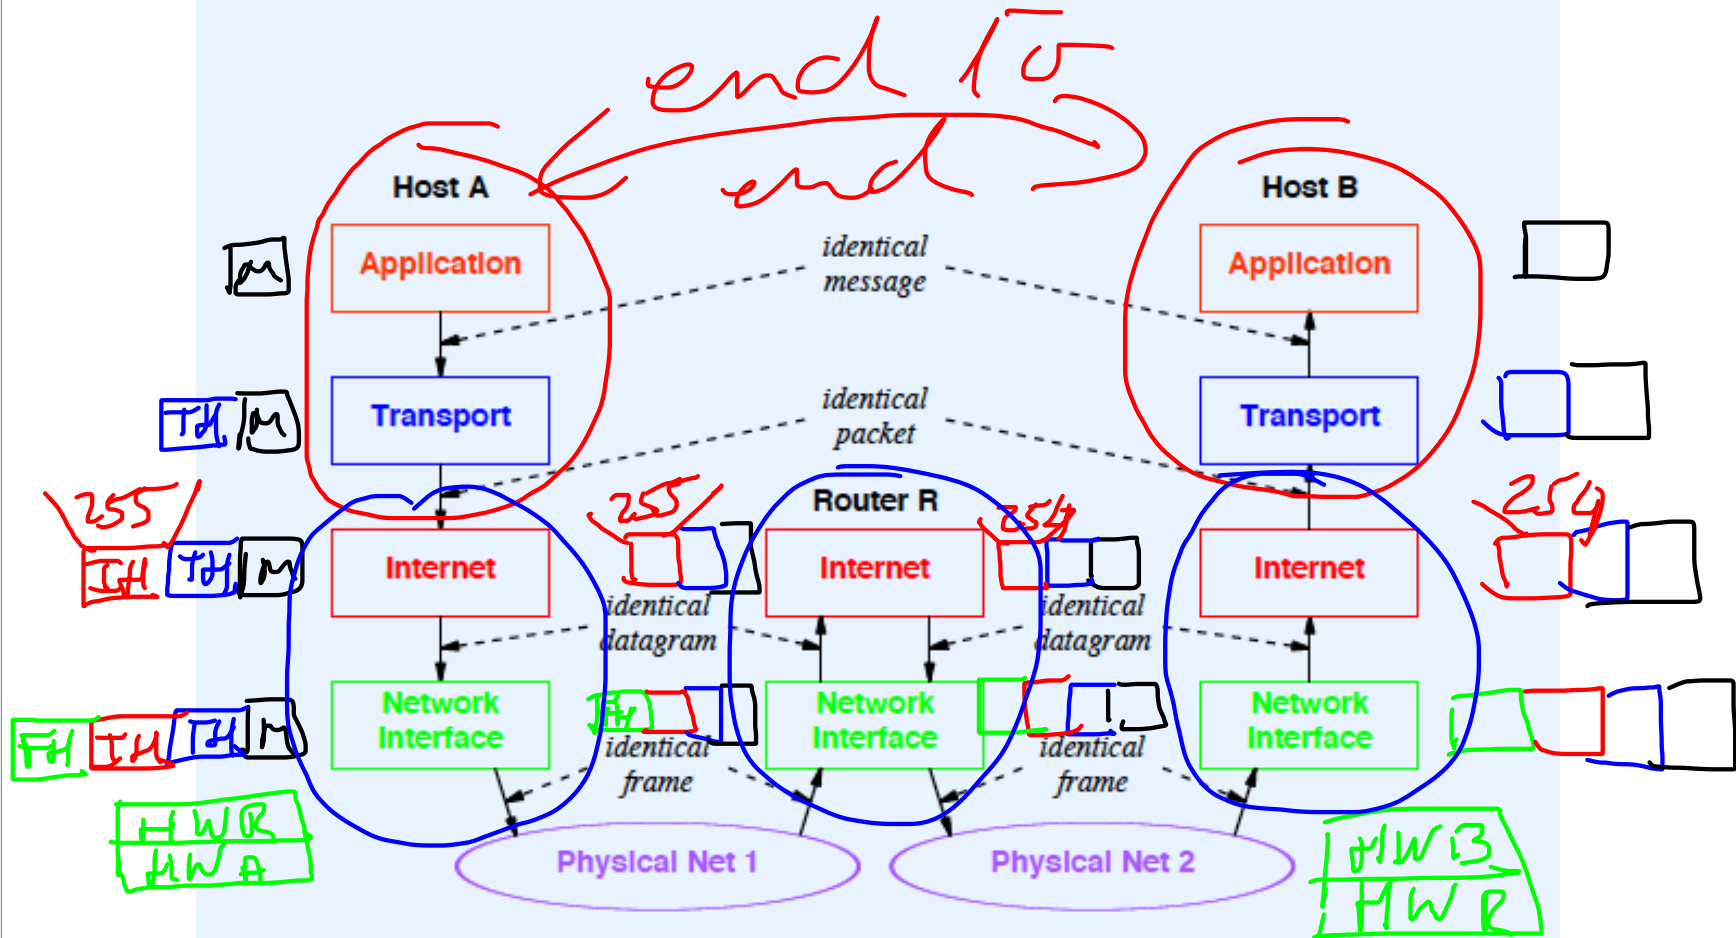 end to
end
Host A
Host B
Application
identical
message
Application
M
Transport
identical
packet
Transport
TH M
255
255
Router R
254
254
IH TH M
Internet
Internet
Internet
identical
datagram
identical
datagram
FH IH TH M
Network
Interface
FH
Network
Interface
Network
Interface
identical
frame
identical
frame
HWR
HWA
Physical Net 1
Physical Net 2
HWB
HWR